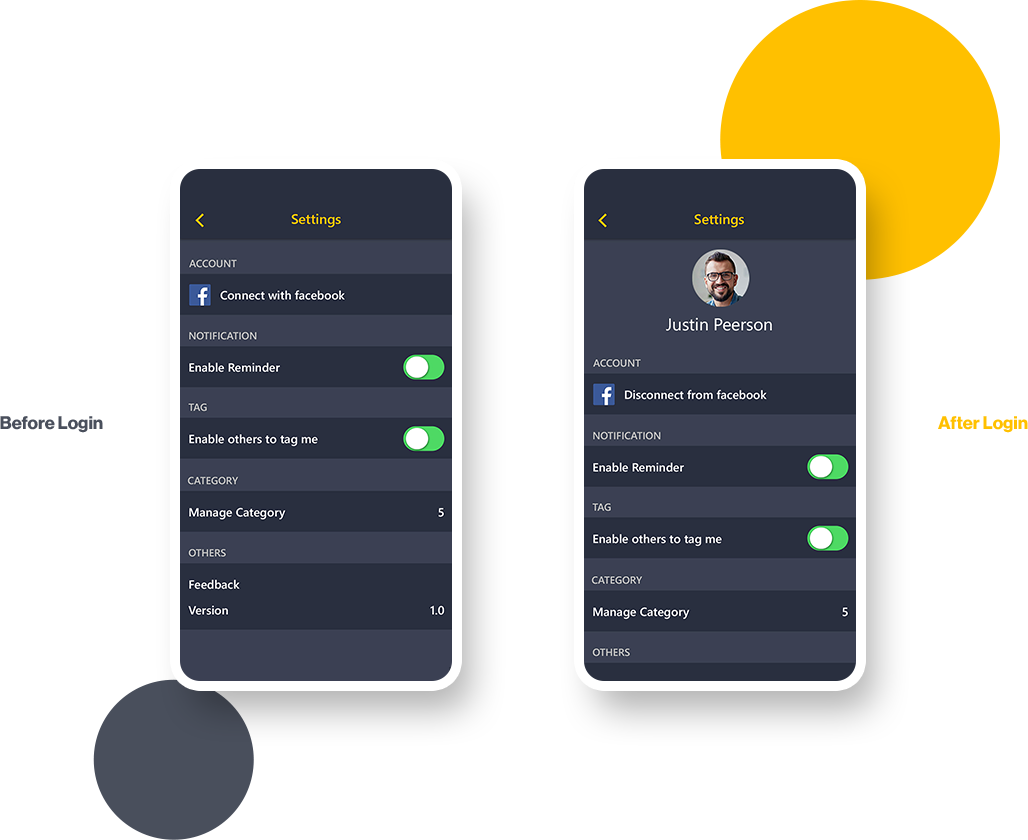 Before Login
Settings
ACCOUNT
Connect with facebook
NOTIFICATION
Enable Reminder
TAG
Enable others to tag me
CATEGORY
Manage Category 5
OTHERS
Feedback
Version 1.0
Settings
Justin Peerson
ACCOUNT
Disconnect from facebook
NOTIFICATION
Enable Reminder
TAG
Enable others to tag me
CATEGORY
Manage Category 5
OTHERS
After Login